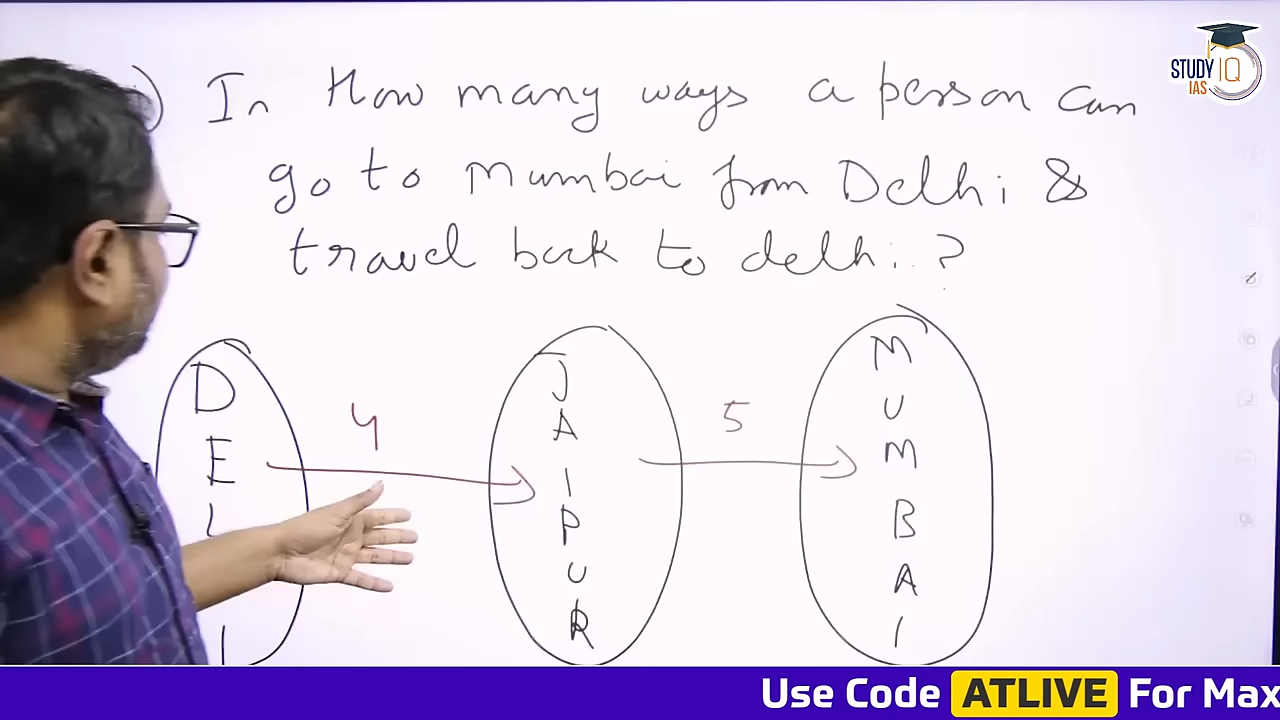 STUDY IQ
IAS
) In How many ways a person can
go to Mumbai from Delhi &
travel back to delhi ?
DEL I
4
JAIPUR
5
MUMBAI
Use Code ATLIVE For Max